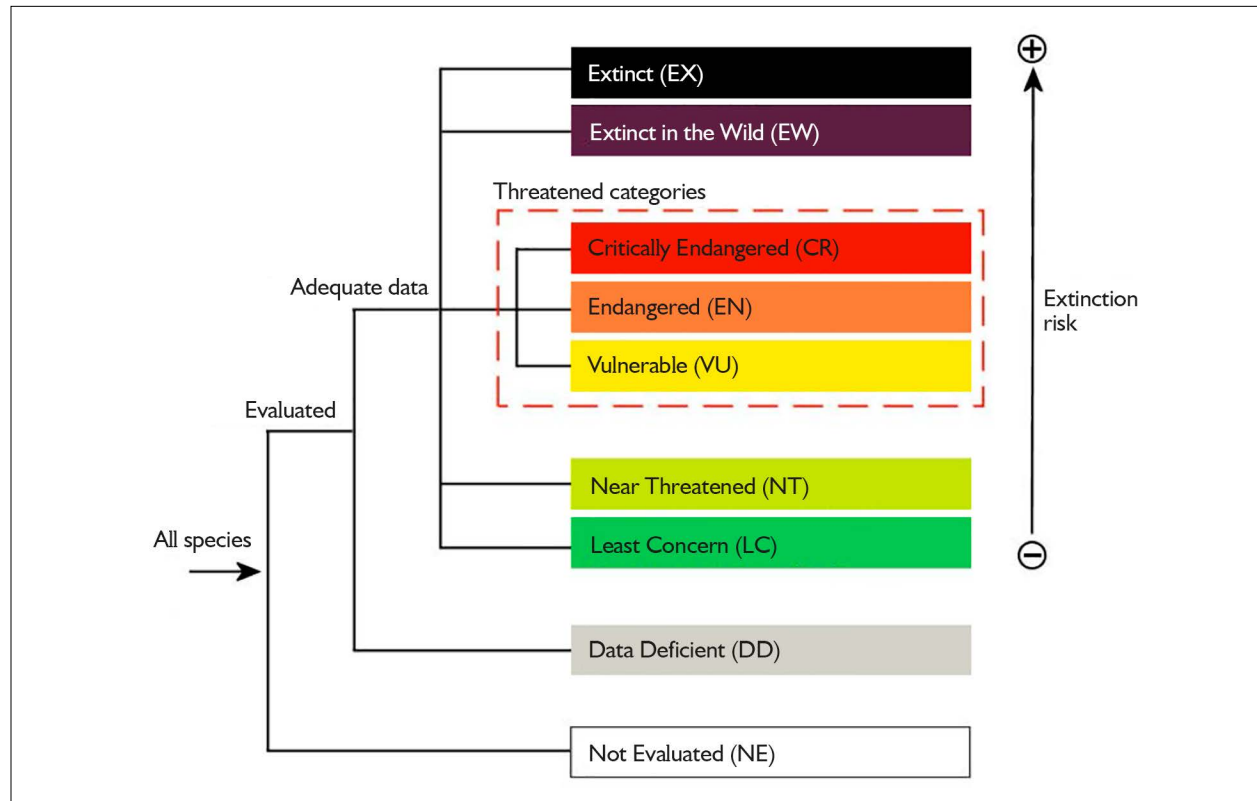 Extinct (EX)
Extinct in the Wild (EW)
Threatened categories
Critically Endangered (CR)
Adequate data
Endangered (EN)
Extinction
risk
Vulnerable (VU)
Evaluated
Near Threatened (NT)
All species
Least Concern (LC)
Data Deficient (DD)
Not Evaluated (NE)